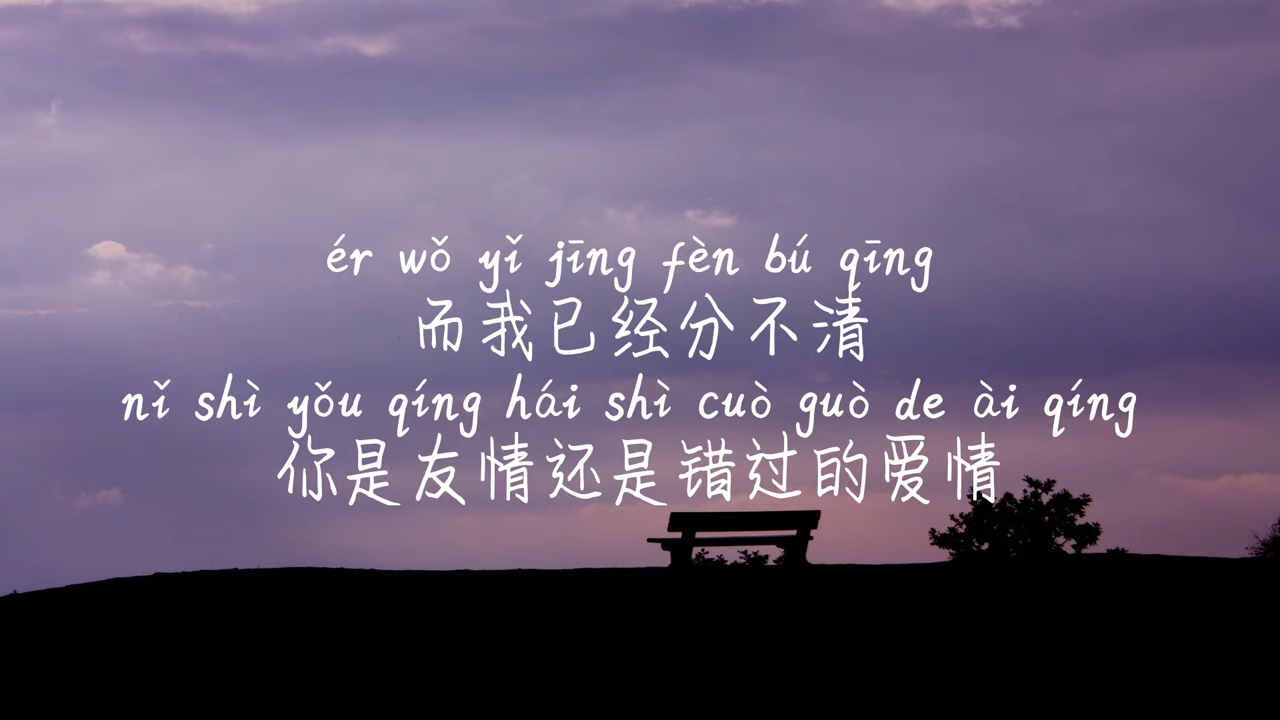 ér wǒ yǐ jīng fèn bú qīng
而我已经分不清
nǐ shì yǒu qíng hái shì cuò guò de ài qíng
你是友情还是错过的爱情